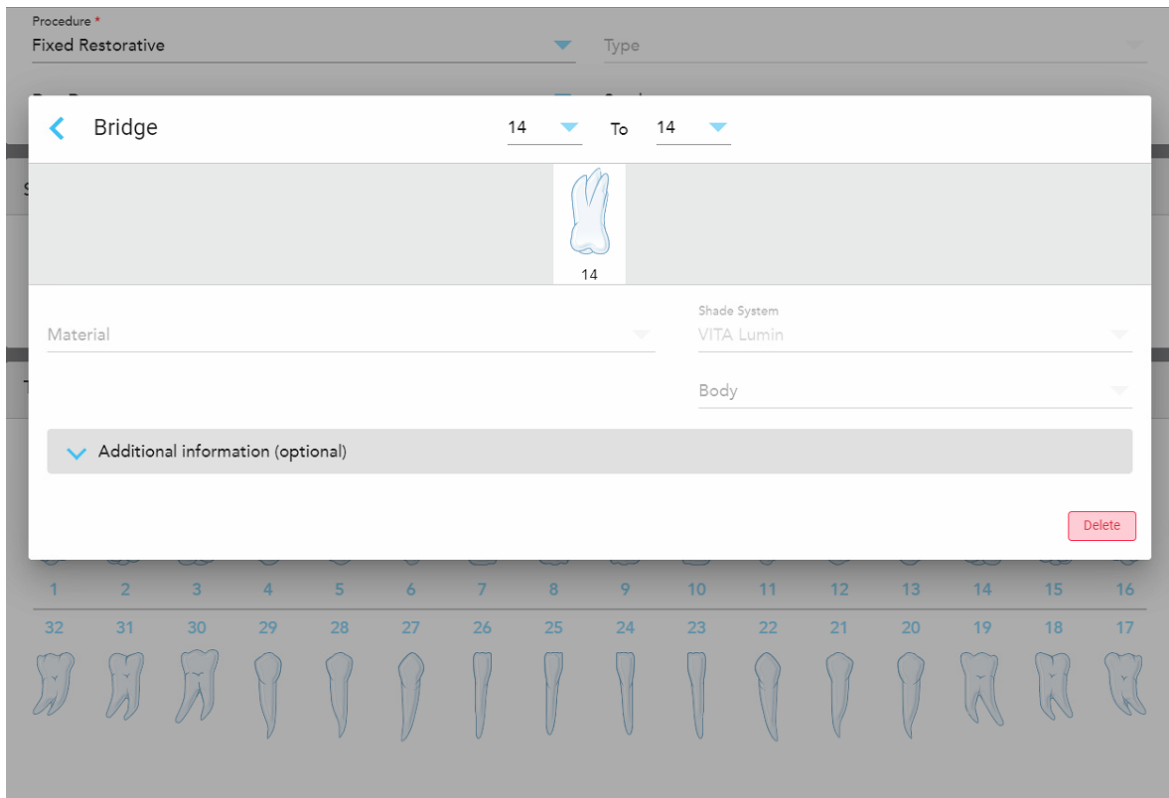 Procedure *
Fixed Restorative
Type
Bridge
14 To 14
14
Material
Shade System
VITA Lumin
Body
Additional information (optional)
Delete
1 2 3 4 5 6 7 8 9 10 11 12 13 14 15 16
32 31 30 29 28 27 26 25 24 23 22 21 20 19 18 17